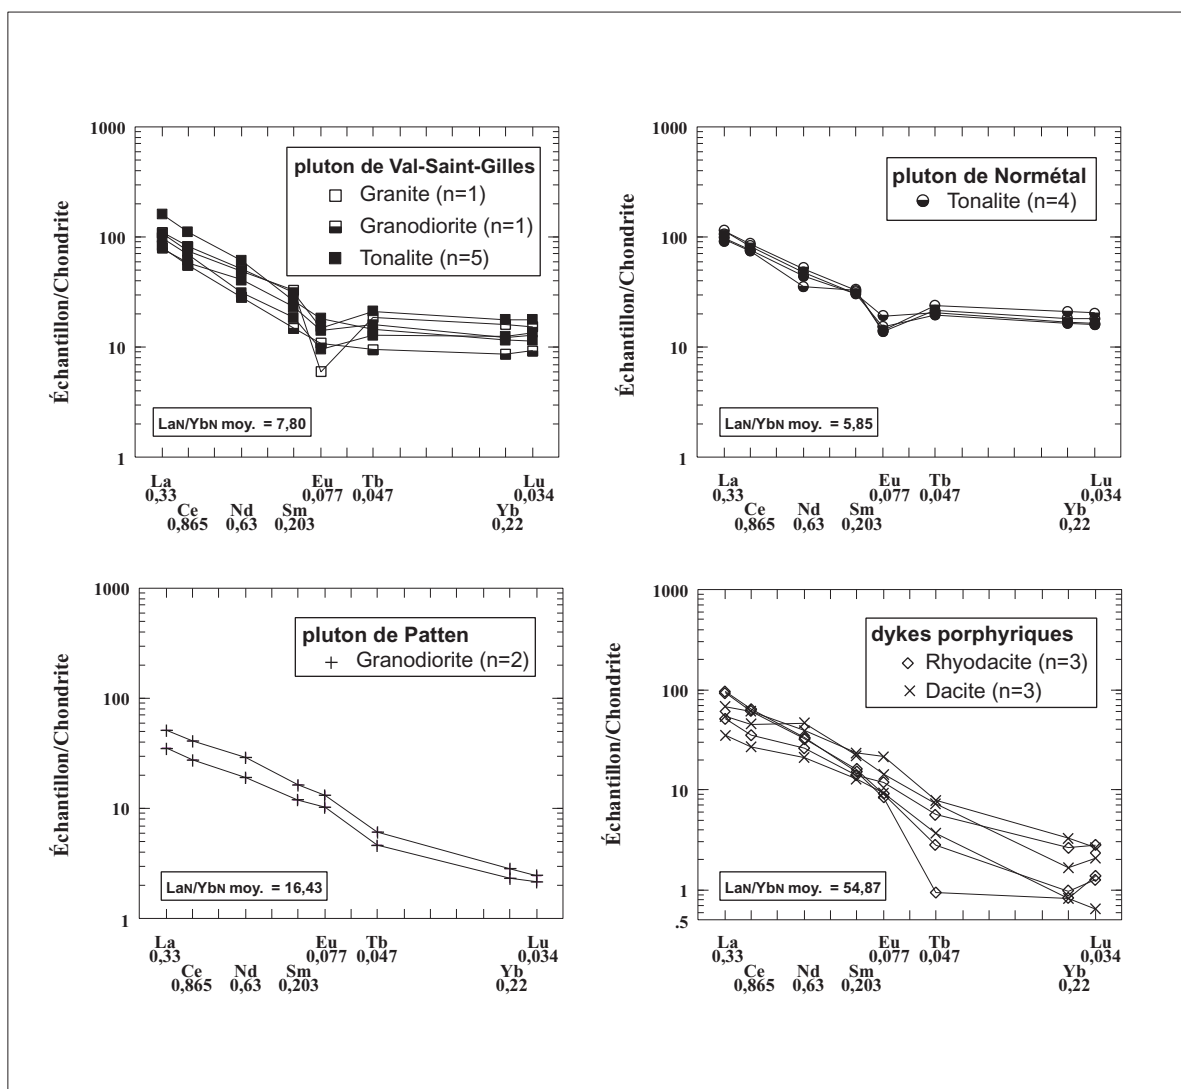 1000
100
10
1
Échantillon/Chondrite
pluton de Val-Saint-Gilles
Granite (n=1)
Granodiorite (n=1)
Tonalite (n=5)
LaN/YbN moy. = 7,80
La Eu Tb Lu
0,33 0,077 0,047 0,034
Ce Nd Sm Yb
0,865 0,63 0,203 0,22
1000
100
10
1
Échantillon/Chondrite
pluton de Normétal
Tonalite (n=4)
LaN/YbN moy. = 5,85
La Eu Tb Lu
0,33 0,077 0,047 0,034
Ce Nd Sm Yb
0,865 0,63 0,203 0,22
1000
100
10
1
Échantillon/Chondrite
pluton de Patten
Granodiorite (n=2)
LaN/YbN moy. = 16,43
La Eu Tb Lu
0,33 0,077 0,047 0,034
Ce Nd Sm Yb
0,865 0,63 0,203 0,22
1000
100
10
1
.5
Échantillon/Chondrite
dykes porphyriques
Rhyodacite (n=3)
Dacite (n=3)
LaN/YbN moy. = 54,87
La Eu Tb Lu
0,33 0,077 0,047 0,034
Ce Nd Sm Yb
0,865 0,63 0,203 0,22